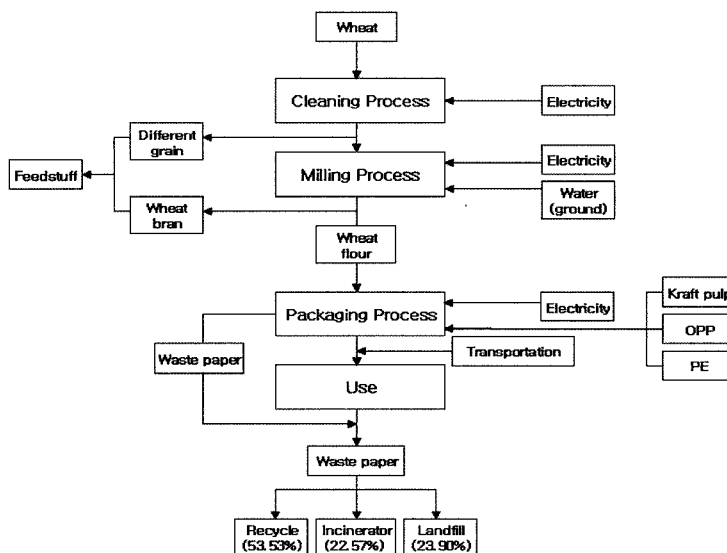 Wheat
Cleaning Process
Electricity
Different
grain
Feedstuff
Milling Process
Electricity
Water
(ground)
Wheat
bran
Wheat
flour
Packaging Process
Electricity
Kraft pulp
OPP
PE
Waste paper
Transportation
Use
Waste paper
Recycle
(53.53%)
Incinerator
(22.57%)
Landfill
(23.90%)